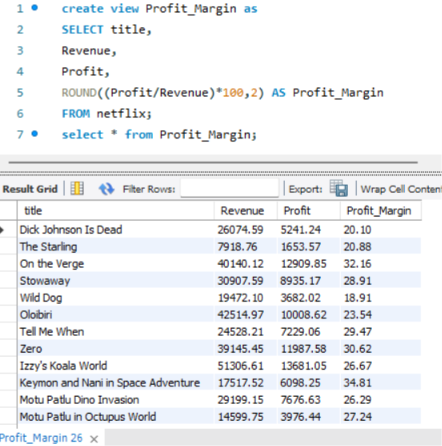 1 create view Profit_Margin as
2 SELECT title,
3 Revenue,
4 Profit,
5 ROUND((Profit/Revenue)*100,2) AS Profit_Margin
6 FROM netflix;
7 select * from Profit_Margin;
Result Grid Filter Rows: Export: Wrap Cell Conten
title Revenue Profit Profit_Margin
Dick Johnson Is Dead 26074.59 5241.24 20.10
The Starling 7918.76 1653.57 20.88
On the Verge 40140.12 12909.85 32.16
Stowaway 30907.59 8935.17 28.91
Wild Dog 19472.10 3682.02 18.91
Oloibiri 42514.97 10008.62 23.54
Tell Me When 24528.21 7229.06 29.47
Zero 39145.45 11987.58 30.62
Izzy's Koala World 51306.61 13681.05 26.67
Keymon and Nani in Space Adventure 17517.52 6098.25 34.81
Motu Patlu Dino Invasion 29199.15 7676.63 26.29
Motu Patlu in Octupus World 14599.75 3976.44 27.24
Profit_Margin 26 ×